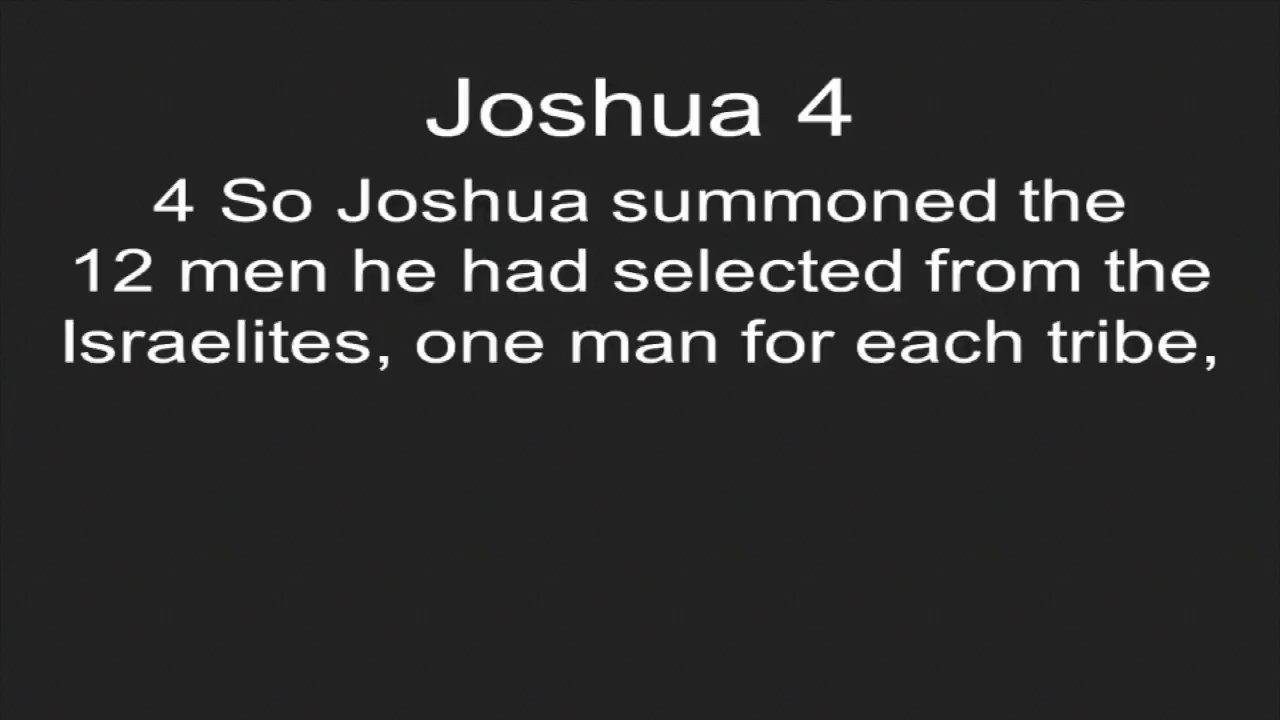 Joshua 4
4 So Joshua summoned the
12 men he had selected from the
Israelites, one man for each tribe,